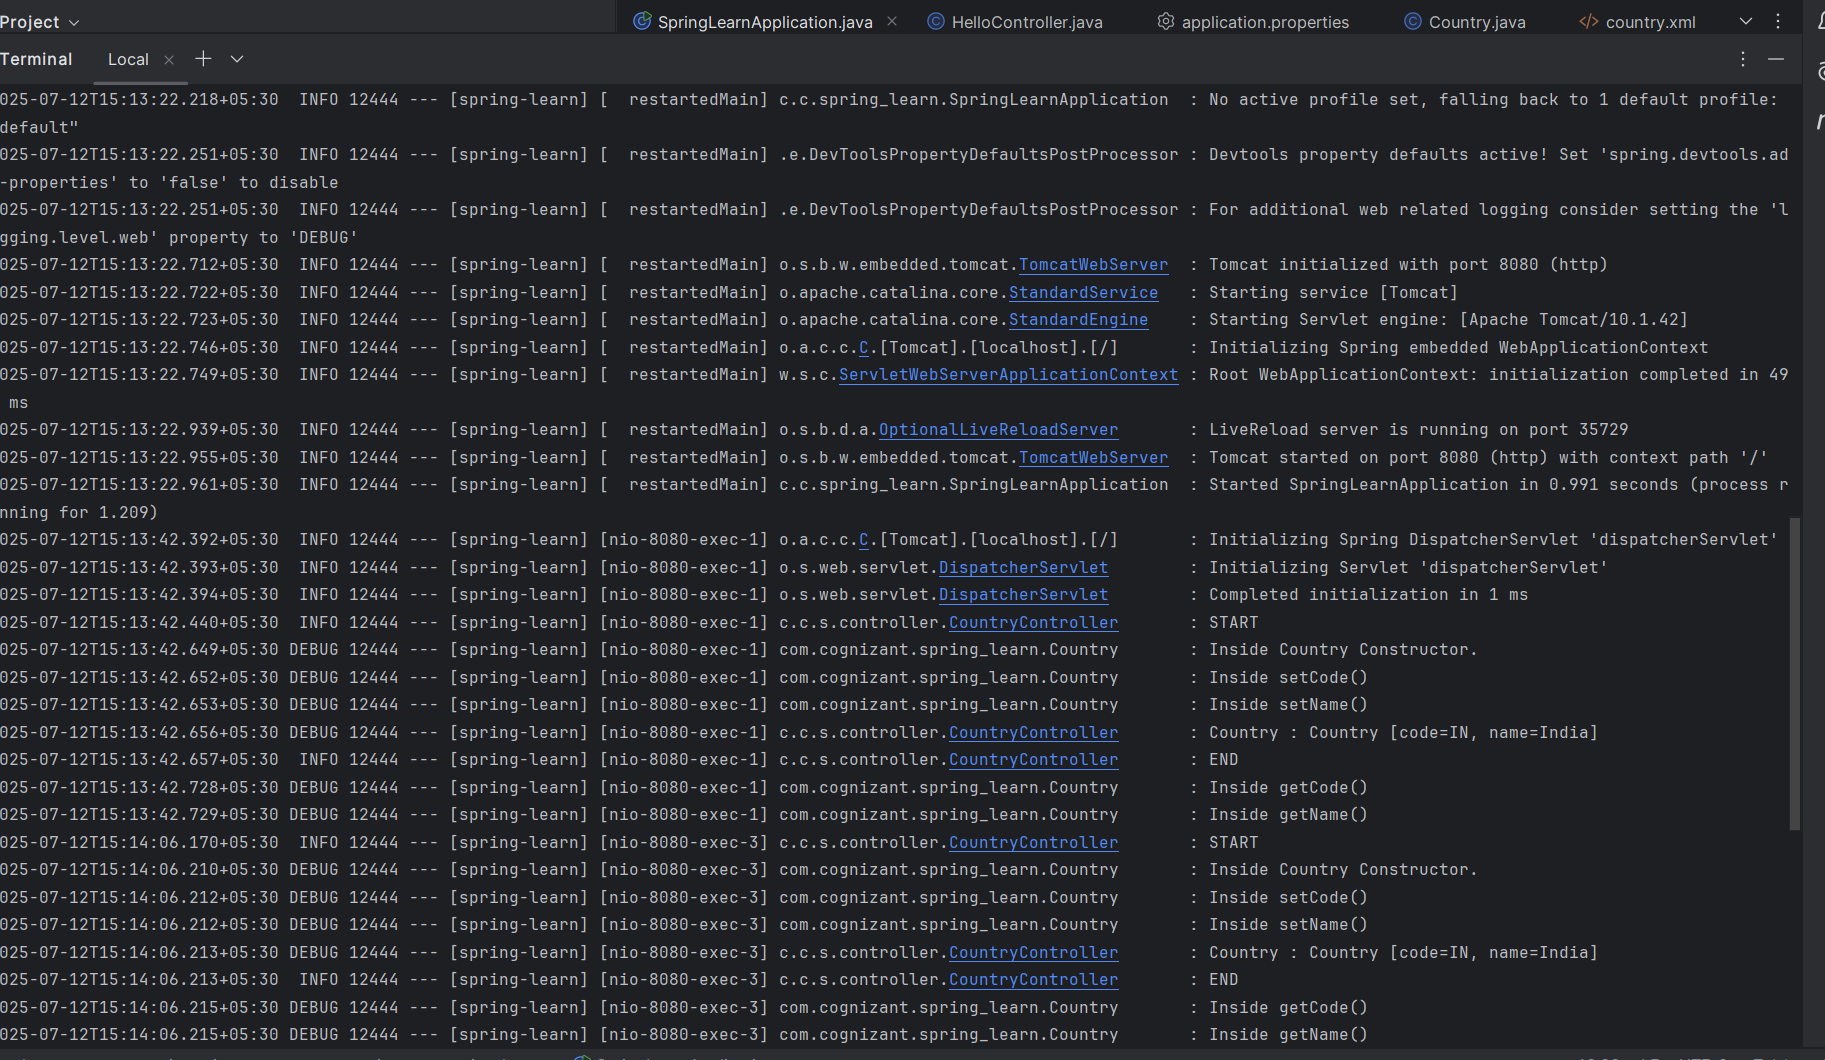 Project
SpringLearnApplication.java HelloController.java application.properties Country.java country.xml
Terminal Local
025-07-12T15:13:22.218+05:30  INFO 12444 --- [spring-learn] [  restartedMain] c.c.spring_learn.SpringLearnApplication  : No active profile set, falling back to 1 default profile:
default"
025-07-12T15:13:22.251+05:30  INFO 12444 --- [spring-learn] [  restartedMain] .e.DevToolsPropertyDefaultsPostProcessor : Devtools property defaults active! Set 'spring.devtools.ad
-properties' to 'false' to disable
025-07-12T15:13:22.251+05:30  INFO 12444 --- [spring-learn] [  restartedMain] .e.DevToolsPropertyDefaultsPostProcessor : For additional web related logging consider setting the 'l
gging.level.web' property to 'DEBUG'
025-07-12T15:13:22.712+05:30  INFO 12444 --- [spring-learn] [  restartedMain] o.s.b.w.embedded.tomcat.TomcatWebServer  : Tomcat initialized with port 8080 (http)
025-07-12T15:13:22.722+05:30  INFO 12444 --- [spring-learn] [  restartedMain] o.apache.catalina.core.StandardService   : Starting service [Tomcat]
025-07-12T15:13:22.723+05:30  INFO 12444 --- [spring-learn] [  restartedMain] o.apache.catalina.core.StandardEngine    : Starting Servlet engine: [Apache Tomcat/10.1.42]
025-07-12T15:13:22.746+05:30  INFO 12444 --- [spring-learn] [  restartedMain] o.a.c.c.C.[Tomcat].[localhost].[/]       : Initializing Spring embedded WebApplicationContext
025-07-12T15:13:22.749+05:30  INFO 12444 --- [spring-learn] [  restartedMain] w.s.c.ServletWebServerApplicationContext : Root WebApplicationContext: initialization completed in 49
ms
025-07-12T15:13:22.939+05:30  INFO 12444 --- [spring-learn] [  restartedMain] o.s.b.d.a.OptionalLiveReloadServer       : LiveReload server is running on port 35729
025-07-12T15:13:22.955+05:30  INFO 12444 --- [spring-learn] [  restartedMain] o.s.b.w.embedded.tomcat.TomcatWebServer  : Tomcat started on port 8080 (http) with context path '/'
025-07-12T15:13:22.961+05:30  INFO 12444 --- [spring-learn] [  restartedMain] c.c.spring_learn.SpringLearnApplication  : Started SpringLearnApplication in 0.991 seconds (process r
nning for 1.209)
025-07-12T15:13:42.392+05:30  INFO 12444 --- [spring-learn] [nio-8080-exec-1] o.a.c.c.C.[Tomcat].[localhost].[/]       : Initializing Spring DispatcherServlet 'dispatcherServlet'
025-07-12T15:13:42.393+05:30  INFO 12444 --- [spring-learn] [nio-8080-exec-1] o.s.web.servlet.DispatcherServlet        : Initializing Servlet 'dispatcherServlet'
025-07-12T15:13:42.394+05:30  INFO 12444 --- [spring-learn] [nio-8080-exec-1] o.s.web.servlet.DispatcherServlet        : Completed initialization in 1 ms
025-07-12T15:13:42.440+05:30  INFO 12444 --- [spring-learn] [nio-8080-exec-1] c.c.s.controller.CountryController       : START
025-07-12T15:13:42.649+05:30 DEBUG 12444 --- [spring-learn] [nio-8080-exec-1] com.cognizant.spring_learn.Country       : Inside Country Constructor.
025-07-12T15:13:42.652+05:30 DEBUG 12444 --- [spring-learn] [nio-8080-exec-1] com.cognizant.spring_learn.Country       : Inside setCode()
025-07-12T15:13:42.653+05:30 DEBUG 12444 --- [spring-learn] [nio-8080-exec-1] com.cognizant.spring_learn.Country       : Inside setName()
025-07-12T15:13:42.656+05:30 DEBUG 12444 --- [spring-learn] [nio-8080-exec-1] c.c.s.controller.CountryController       : Country : Country [code=IN, name=India]
025-07-12T15:13:42.657+05:30  INFO 12444 --- [spring-learn] [nio-8080-exec-1] c.c.s.controller.CountryController       : END
025-07-12T15:13:42.728+05:30 DEBUG 12444 --- [spring-learn] [nio-8080-exec-1] com.cognizant.spring_learn.Country       : Inside getCode()
025-07-12T15:13:42.729+05:30 DEBUG 12444 --- [spring-learn] [nio-8080-exec-1] com.cognizant.spring_learn.Country       : Inside getName()
025-07-12T15:14:06.170+05:30  INFO 12444 --- [spring-learn] [nio-8080-exec-3] c.c.s.controller.CountryController       : START
025-07-12T15:14:06.210+05:30 DEBUG 12444 --- [spring-learn] [nio-8080-exec-3] com.cognizant.spring_learn.Country       : Inside Country Constructor.
025-07-12T15:14:06.212+05:30 DEBUG 12444 --- [spring-learn] [nio-8080-exec-3] com.cognizant.spring_learn.Country       : Inside setCode()
025-07-12T15:14:06.212+05:30 DEBUG 12444 --- [spring-learn] [nio-8080-exec-3] com.cognizant.spring_learn.Country       : Inside setName()
025-07-12T15:14:06.213+05:30 DEBUG 12444 --- [spring-learn] [nio-8080-exec-3] c.c.s.controller.CountryController       : Country : Country [code=IN, name=India]
025-07-12T15:14:06.213+05:30  INFO 12444 --- [spring-learn] [nio-8080-exec-3] c.c.s.controller.CountryController       : END
025-07-12T15:14:06.215+05:30 DEBUG 12444 --- [spring-learn] [nio-8080-exec-3] com.cognizant.spring_learn.Country       : Inside getCode()
025-07-12T15:14:06.215+05:30 DEBUG 12444 --- [spring-learn] [nio-8080-exec-3] com.cognizant.spring_learn.Country       : Inside getName()